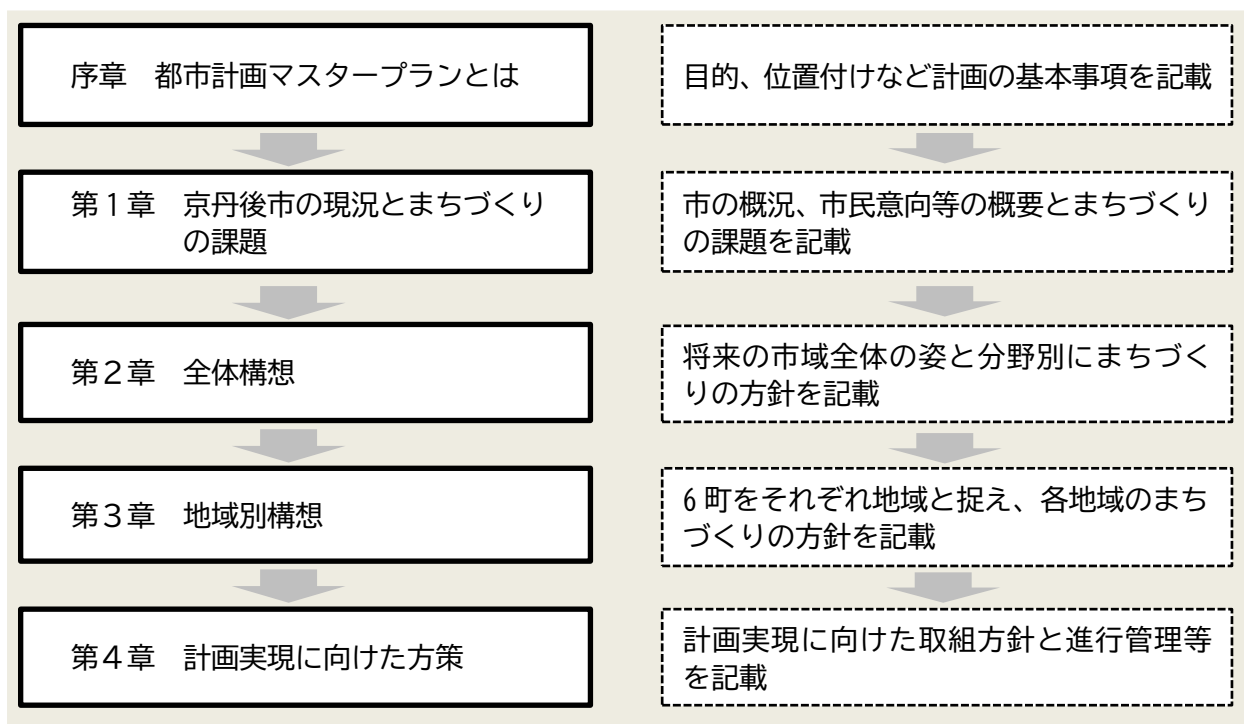 序章　都市計画マスタープランとは
目的、位置付けなど計画の基本事項を記載
第１章　京丹後市の現況とまちづくり
の課題
市の概況、市民意向等の概要とまちづくり
の課題を記載
第２章　全体構想
将来の市域全体の姿と分野別にまちづく
りの方針を記載
第３章　地域別構想
6町をそれぞれ地域と捉え、各地域のまち
づくりの方針を記載
第４章　計画実現に向けた方策
計画実現に向けた取組方針と進行管理等
を記載